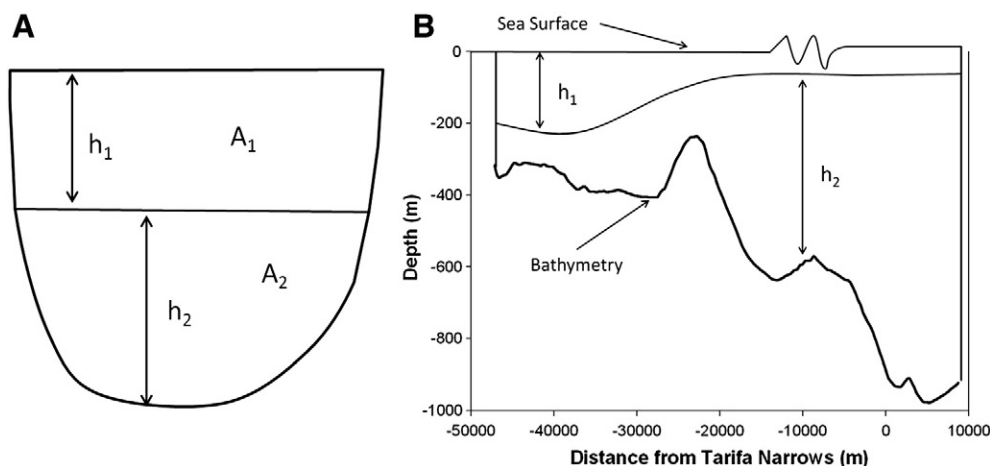 A
h1
A1
A2
h2
B
Sea Surface
0
h1
-200
-400
h2
Bathymetry
-600
-800
-1000
Depth (m)
-50000 -40000 -30000 -20000 -10000 0 10000
Distance from Tarifa Narrows (m)